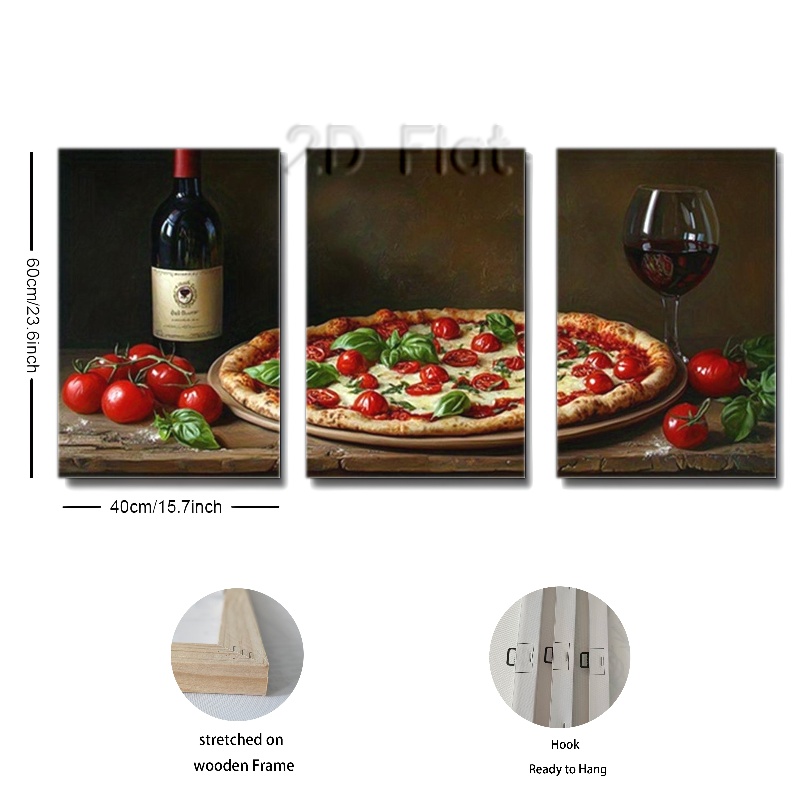 2D Flat
60cm/23.6inch
40cm/15.7inch
stretched on
wooden Frame
Hook
Ready to Hang